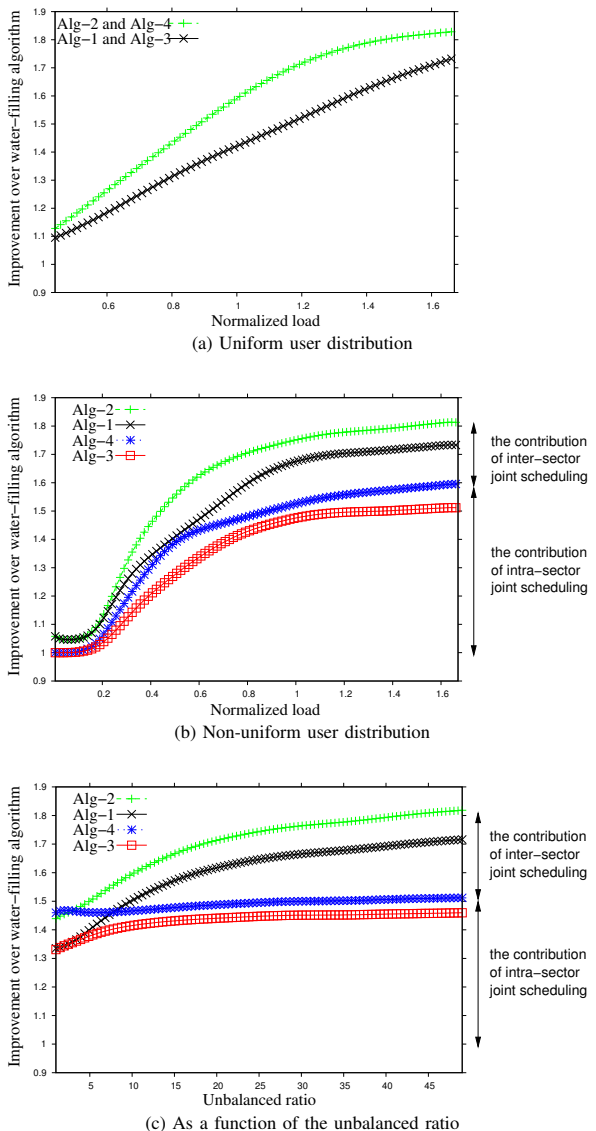 1.9
1.8
1.7
1.6
1.5
1.4
1.3
1.2
1.1
1
0.9
Improvement over water−filling algorithm
Alg−2 and Alg−4
Alg−1 and Alg−3
0.6 0.8 1 1.2 1.4 1.6
Normalized load
(a) Uniform user distribution
1.9
1.8
1.7
1.6
1.5
1.4
1.3
1.2
1.1
1
0.9
Improvement over water−filling algorithm
Alg−2
Alg−1
Alg−4
Alg−3
the contribution
of inter−sector
joint scheduling
the contribution
of intra−sector
joint scheduling
0.2 0.4 0.6 0.8 1 1.2 1.4 1.6
Normalized load
(b) Non-uniform user distribution
1.9
1.8
1.7
1.6
1.5
1.4
1.3
1.2
1.1
1
0.9
Improvement over water−filling algorithm
Alg−2
Alg−1
Alg−4
Alg−3
the contribution
of inter−sector
joint scheduling
the contribution
of intra−sector
joint scheduling
5 10 15 20 25 30 35 40 45
Unbalanced ratio
(c) As a function of the unbalanced ratio